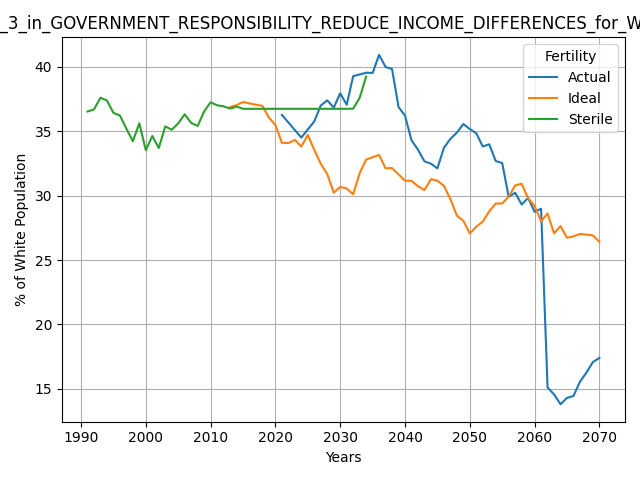 _3_in_GOVERNMENT_RESPONSIBILITY_REDUCE_INCOME_DIFFERENCES_for_W
Fertility
Actual
Ideal
Sterile
% of White Population
40
35
30
25
20
15
1990
2000
2010
2020
2030
2040
2050
2060
2070
Years